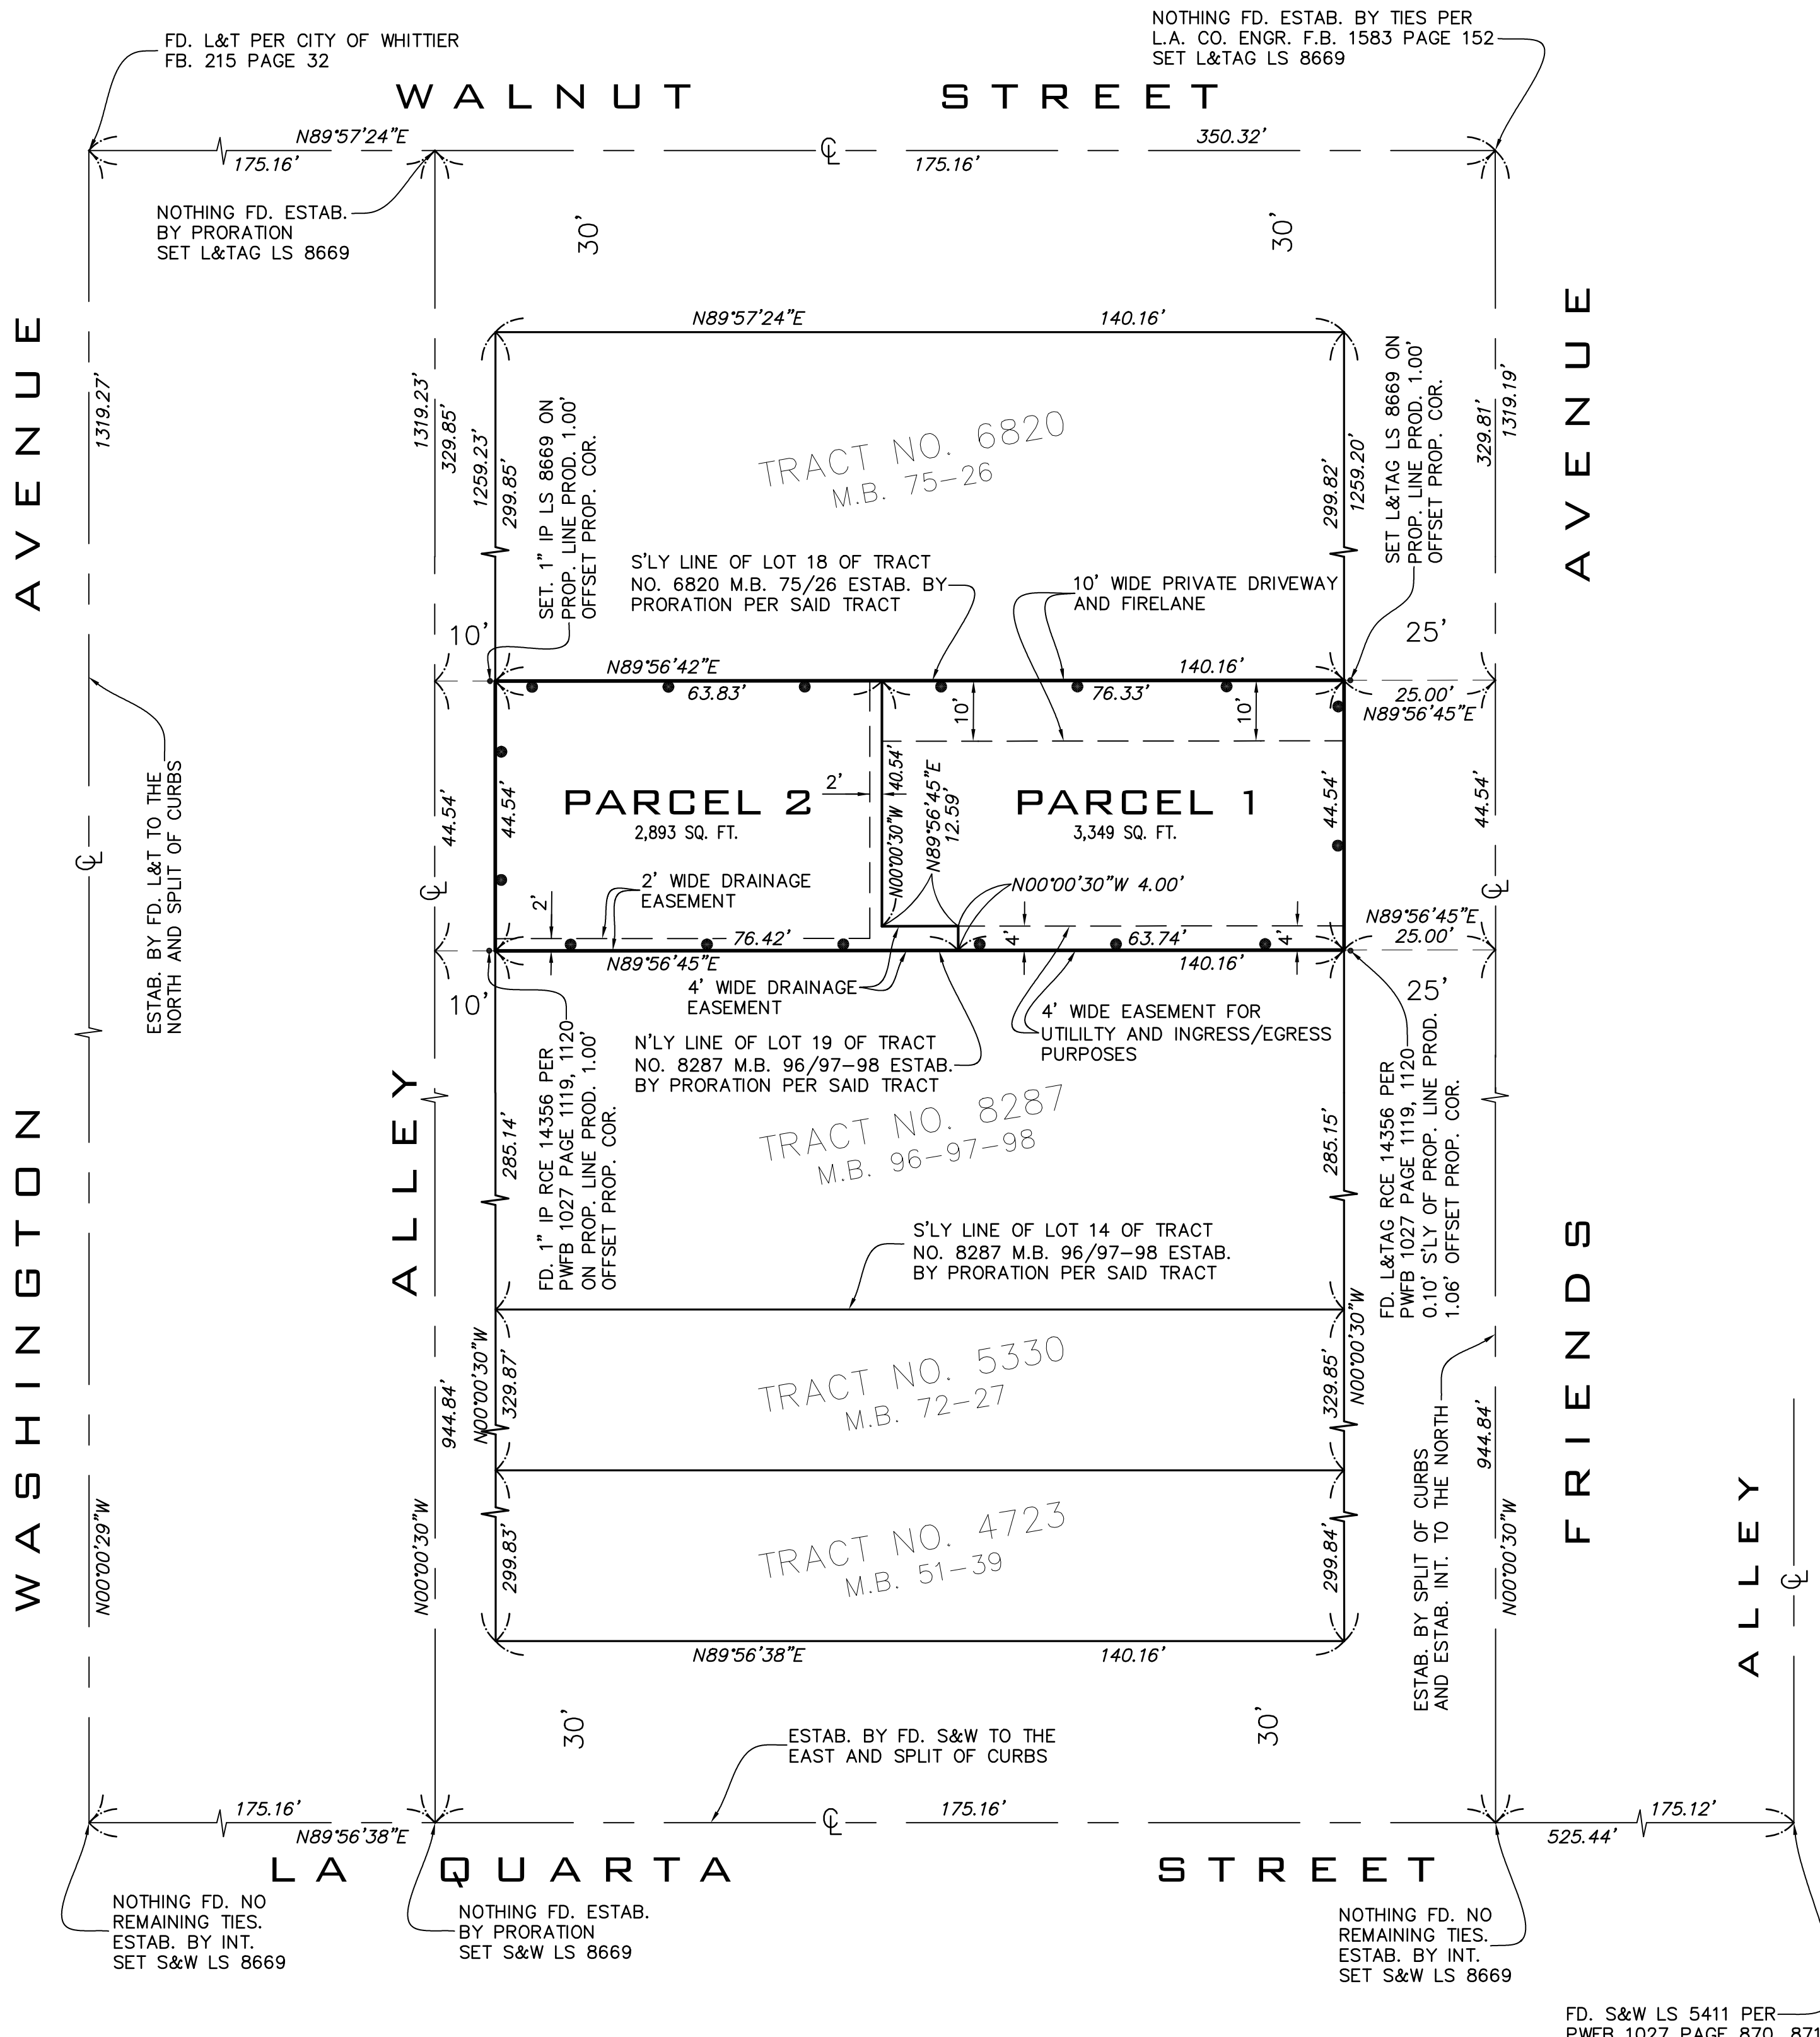 FD. L&T PER CITY OF WHITTIER
FB. 215 PAGE 32
NOTHING FD. ESTAB. BY TIES PER
L.A. CO. ENGR. F.B. 1583 PAGE 152
SET L&TAG LS 8669
WALNUT STREET
N89°57'24"E
175.16'
℄
175.16'
350.32'
NOTHING FD. ESTAB.
BY PRORATION
SET L&TAG LS 8669
30'
30'
N89°57'24"E
140.16'
WASHINGTON AVENUE
1319.27'
1319.23'
329.85'
1259.23'
299.85'
SET. 1" IP LS 8669 ON
PROP. LINE PROD. 1.00'
OFFSET PROP. COR.
TRACT NO. 6820
M.B. 75-26
299.82'
1259.20'
SET L&TAG LS 8669 ON
PROP. LINE PROD. 1.00'
OFFSET PROP. COR.
329.81'
1319.19'
FRIENDS AVENUE
S'LY LINE OF LOT 18 OF TRACT
NO. 6820 M.B. 75/26 ESTAB. BY
PRORATION PER SAID TRACT
10' WIDE PRIVATE DRIVEWAY
AND FIRELANE
10'
25'
N89°56'42"E
140.16'
63.83'
76.33'
25.00'
N89°56'45"E
10'
10'
ESTAB. BY FD. L&T TO THE
NORTH AND SPLIT OF CURBS
℄
44.54'
℄
44.54'
PARCEL 2
2,893 SQ. FT.
2'
N00°00'30"W 40.54'
N89°56'45"E
12.59'
PARCEL 1
3,349 SQ. FT.
44.54'
44.54'
℄
2' WIDE DRAINAGE
EASEMENT
2'
N00°00'30"W 4.00'
N89°56'45"E
25.00'
76.42'
4'
63.74'
4'
N89°56'45"E
140.16'
10'
25'
4' WIDE DRAINAGE
EASEMENT
4' WIDE EASEMENT FOR
UTILILTY AND INGRESS/EGRESS
PURPOSES
N'LY LINE OF LOT 19 OF TRACT
NO. 8287 M.B. 96/97-98 ESTAB.
BY PRORATION PER SAID TRACT
ALLEY
285.14'
FD. 1" IP RCE 14356 PER
PWFB 1027 PAGE 1119, 1120
ON PROP. LINE PROD. 1.00'
OFFSET PROP. COR.
TRACT NO. 8287
M.B. 96-97-98
285.15'
FD. L&TAG RCE 14356 PER
PWFB 1027 PAGE 1119, 1120
0.10' S'LY OF PROP. LINE PROD. &
1.06' OFFSET PROP. COR.
S'LY LINE OF LOT 14 OF TRACT
NO. 8287 M.B. 96/97-98 ESTAB.
BY PRORATION PER SAID TRACT
944.84'
N00°00'30"W
329.87'
TRACT NO. 5330
M.B. 72-27
329.85'
N00°00'30"W
ESTAB. BY SPLIT OF CURBS
AND ESTAB. INT. TO THE NORTH
944.84'
N00°00'29"W
N00°00'30"W
299.83'
TRACT NO. 4723
M.B. 51-39
299.84'
N00°00'30"W
ALLEY
℄
N89°56'38"E
140.16'
30'
30'
ESTAB. BY FD. S&W TO THE
EAST AND SPLIT OF CURBS
175.16'
N89°56'38"E
℄
175.16'
175.12'
525.44'
LA QUARTA STREET
NOTHING FD. NO
REMAINING TIES.
ESTAB. BY INT.
SET S&W LS 8669
NOTHING FD. ESTAB.
BY PRORATION
SET S&W LS 8669
NOTHING FD. NO
REMAINING TIES.
ESTAB. BY INT.
SET S&W LS 8669
FD. S&W LS 5411 PER
PWFB 1027 PAGE 870, 871